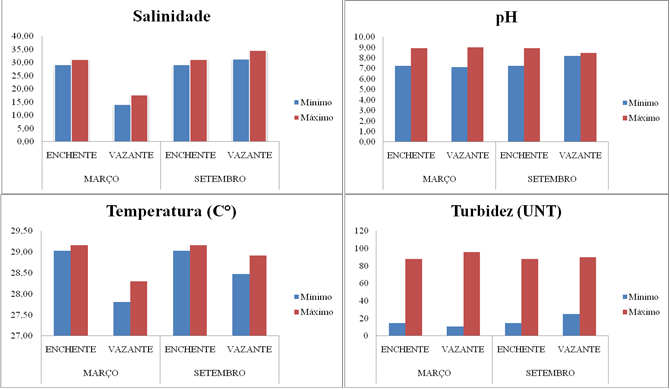 Salinidade
40,00
35,00
30,00
25,00
20,00
15,00
10,00
5,00
0,00
ENCHENTE VAZANTE ENCHENTE VAZANTE
MARÇO SETEMBRO
Mínimo
Máximo
pH
10,00
9,00
8,00
7,00
6,00
5,00
4,00
3,00
2,00
1,00
0,00
ENCHENTE VAZANTE ENCHENTE VAZANTE
MARÇO SETEMBRO
Mínimo
Máximo
Temperatura (C°)
29,50
29,00
28,50
28,00
27,50
27,00
ENCHENTE VAZANTE ENCHENTE VAZANTE
MARÇO SETEMBRO
Mínimo
Máximo
Turbidez (UNT)
120
100
80
60
40
20
0
ENCHENTE VAZANTE ENCHENTE VAZANTE
MARÇO SETEMBRO
Mínimo
Máximo